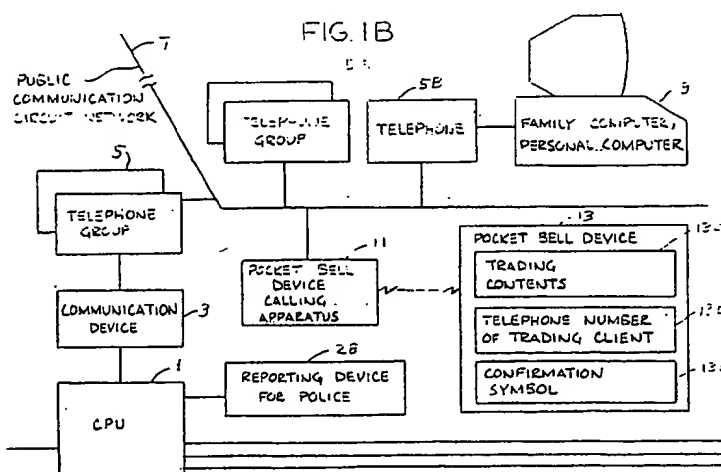 FIG. 1B
7
PUBLIC
COMMUNICATION
CIRCUIT NETWORK
5
TELEPHONE
GROUP
TELEPHONE
GROUP
5B
TELEPHONE
9
FAMILY COMPUTER,
PERSONAL COMPUTER
COMMUNICATION
DEVICE
3
11
POCKET BELL
DEVICE
CALLING
APPARATUS
13
POCKET BELL DEVICE
TRADING
CONTENTS
TELEPHONE NUMBER
OF TRADING CLIENT
CONFIRMATION
SYMBOL
1
CPU
28
REPORTING DEVICE
FOR POLICE